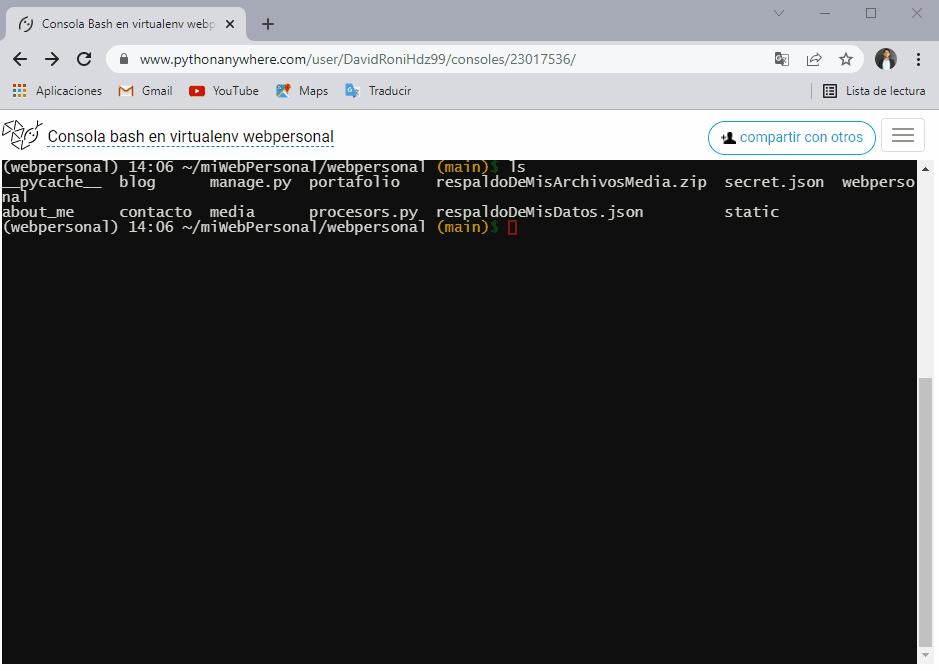 Consola Bash en virtualenv webp
www.pythonanywhere.com/user/DavidRoniHdz99/consoles/23017536/
Aplicaciones Gmail YouTube Maps Traducir Lista de lectura
Consola bash en virtualenv webpersonal compartir con otros
(webpersonal) 14:06 ~/miWebPersonal/webpersonal (main)$ ls
__pycache__ blog manage.py portafolio respaldoDeMisArchivosMedia.zip secret.json webperso
nal
about_me contacto media procesors.py respaldoDeMisDatos.json static
(webpersonal) 14:06 ~/miWebPersonal/webpersonal (main)$